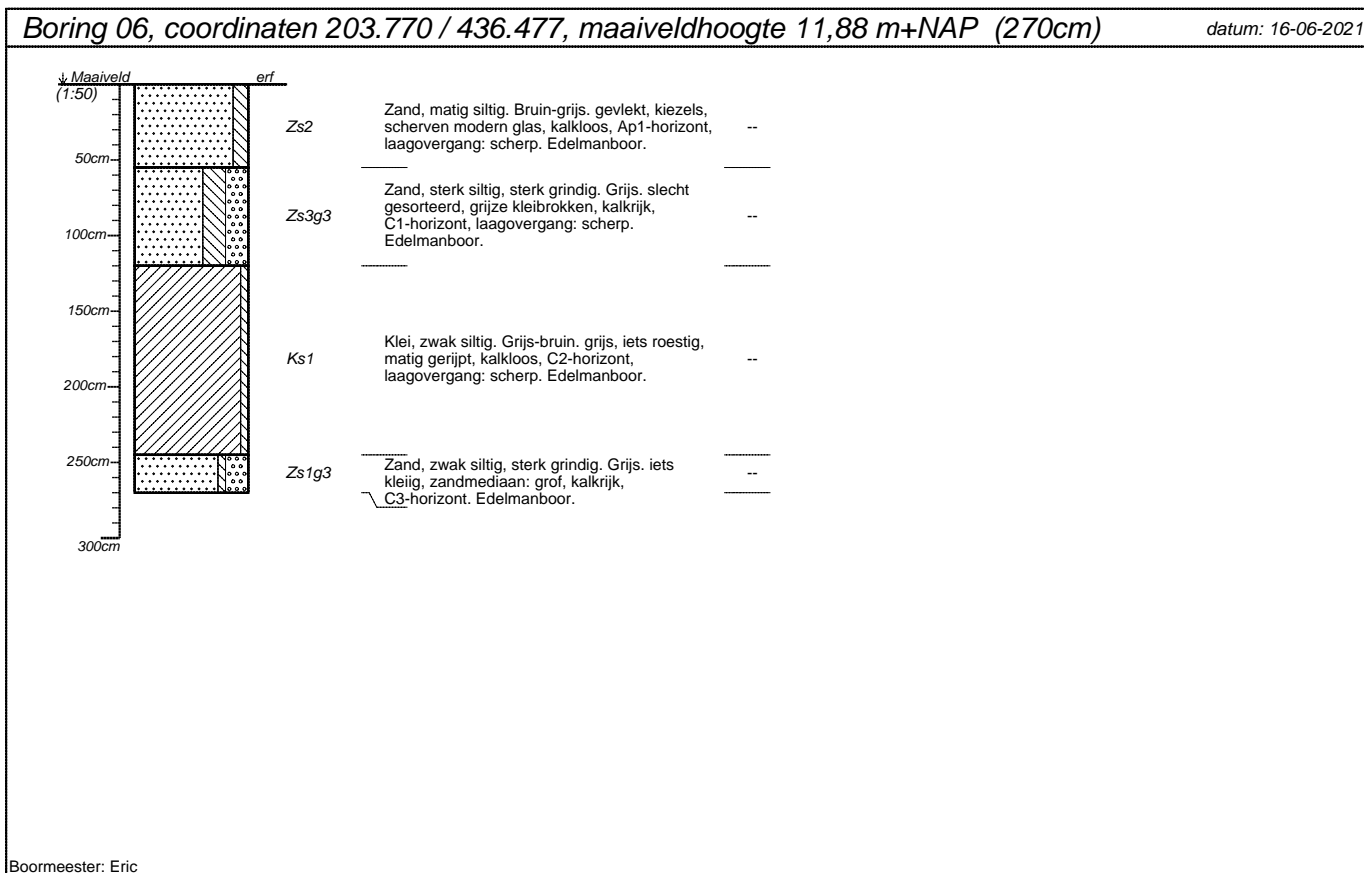 Boring 06, coordinaten 203.770 / 436.477, maaiveldhoogte 11,88 m+NAP (270cm)
datum: 16-06-2021
Maaiveld
erf
(1:50)
50cm
100cm
150cm
200cm
250cm
300cm
Zs2
Zand, matig siltig. Bruin-grijs. gevlekt, kiezels,
scherven modern glas, kalkloos, Ap1-horizont,
laagovergang: scherp. Edelmanboor.
--
Zs3g3
Zand, sterk siltig, sterk grindig. Grijs. slecht
gesorteerd, grijze kleibrokken, kalkrijk,
C1-horizont, laagovergang: scherp.
Edelmanboor.
--
Ks1
Klei, zwak siltig. Grijs-bruin. grijs, iets roestig,
matig gerijpt, kalkloos, C2-horizont,
laagovergang: scherp. Edelmanboor.
--
Zs1g3
Zand, zwak siltig, sterk grindig. Grijs. iets
kleiig, zandmediaan: grof, kalkrijk,
C3-horizont. Edelmanboor.
--
Boormeester: Eric